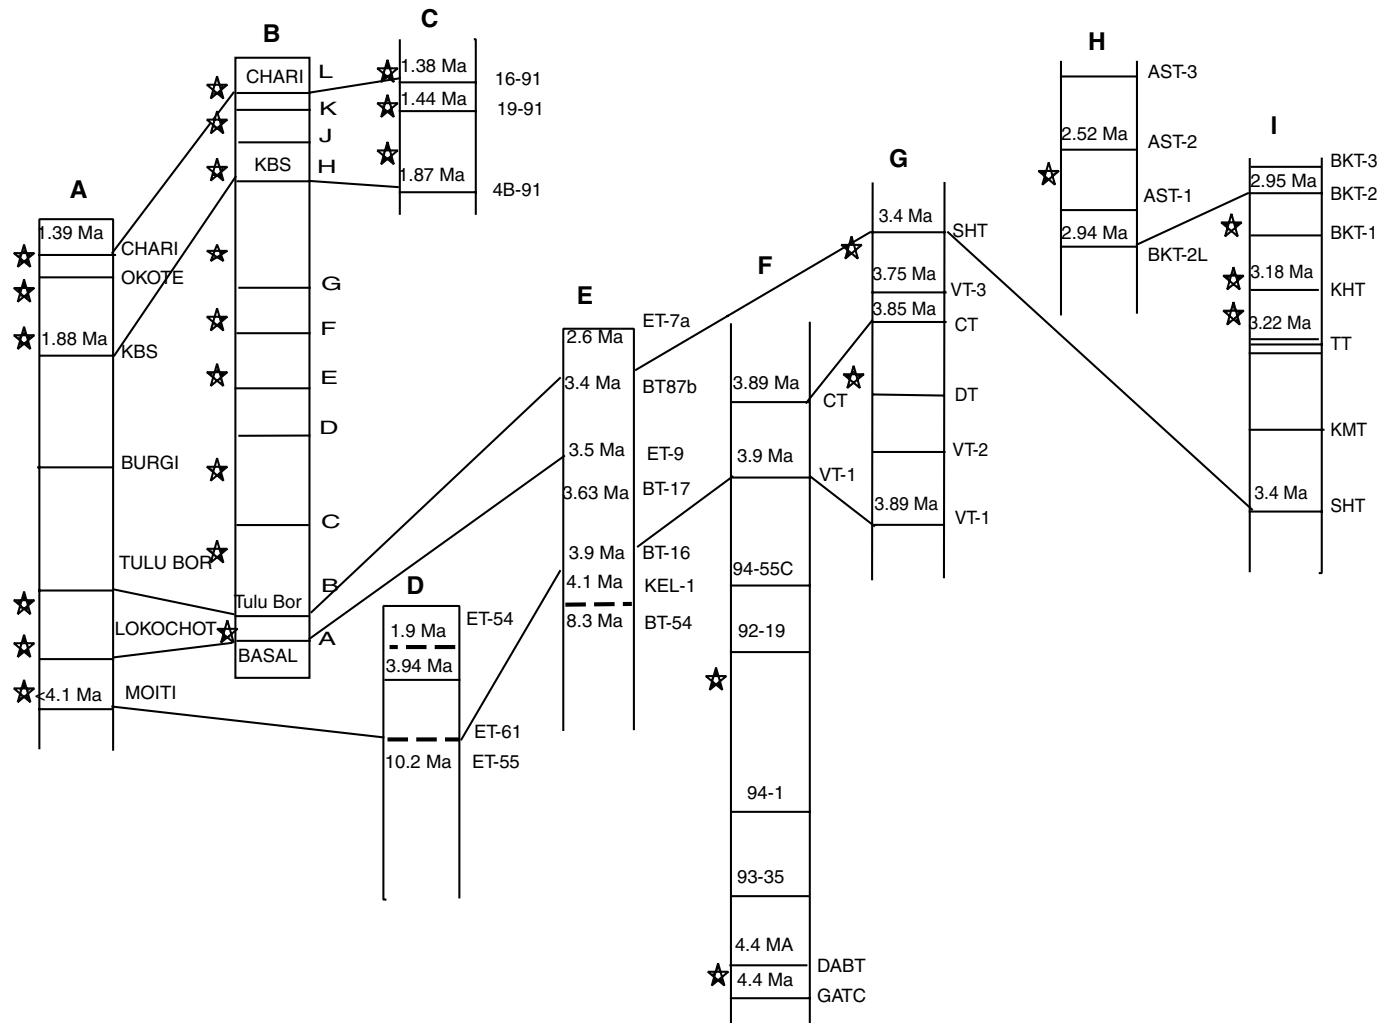 A
1.39 Ma
CHARI
OKOTE
1.88 Ma
KBS
BURGI
TULU BOR
LOKOCHOT
<4.1 Ma
MOITI
B
CHARI
L
K
J
KBS
H
G
F
E
D
C
B
Tulu Bor
A
BASAL
C
1.38 Ma
16-91
1.44 Ma
19-91
1.87 Ma
4B-91
D
ET-54
1.9 Ma
3.94 Ma
ET-61
10.2 Ma
ET-55
E
ET-7a
2.6 Ma
3.4 Ma
BT87b
3.5 Ma
ET-9
3.63 Ma
BT-17
3.9 Ma
BT-16
4.1 Ma
KEL-1
8.3 Ma
BT-54
F
3.89 Ma
CT
3.9 Ma
VT-1
94-55C
92-19
94-1
93-35
4.4 MA
DABT
4.4 Ma
GATC
G
3.4 Ma
SHT
3.75 Ma
VT-3
3.85 Ma
CT
DT
VT-2
3.89 Ma
VT-1
H
AST-3
2.52 Ma
AST-2
AST-1
2.94 Ma
BKT-2L
I
BKT-3
2.95 Ma
BKT-2
BKT-1
3.18 Ma
KHT
3.22 Ma
TT
KMT
3.4 Ma
SHT